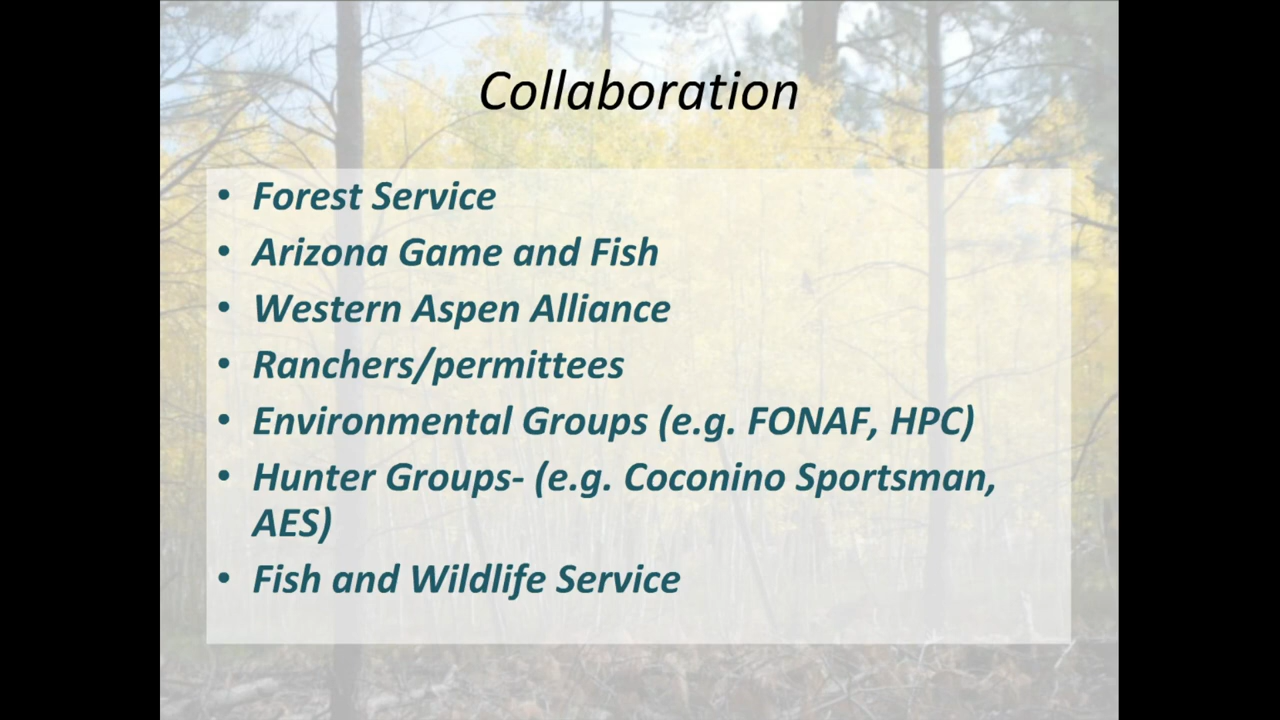 Collaboration
• Forest Service
• Arizona Game and Fish
• Western Aspen Alliance
• Ranchers/permittees
• Environmental Groups (e.g. FONAF, HPC)
• Hunter Groups- (e.g. Coconino Sportsman,
AES)
• Fish and Wildlife Service